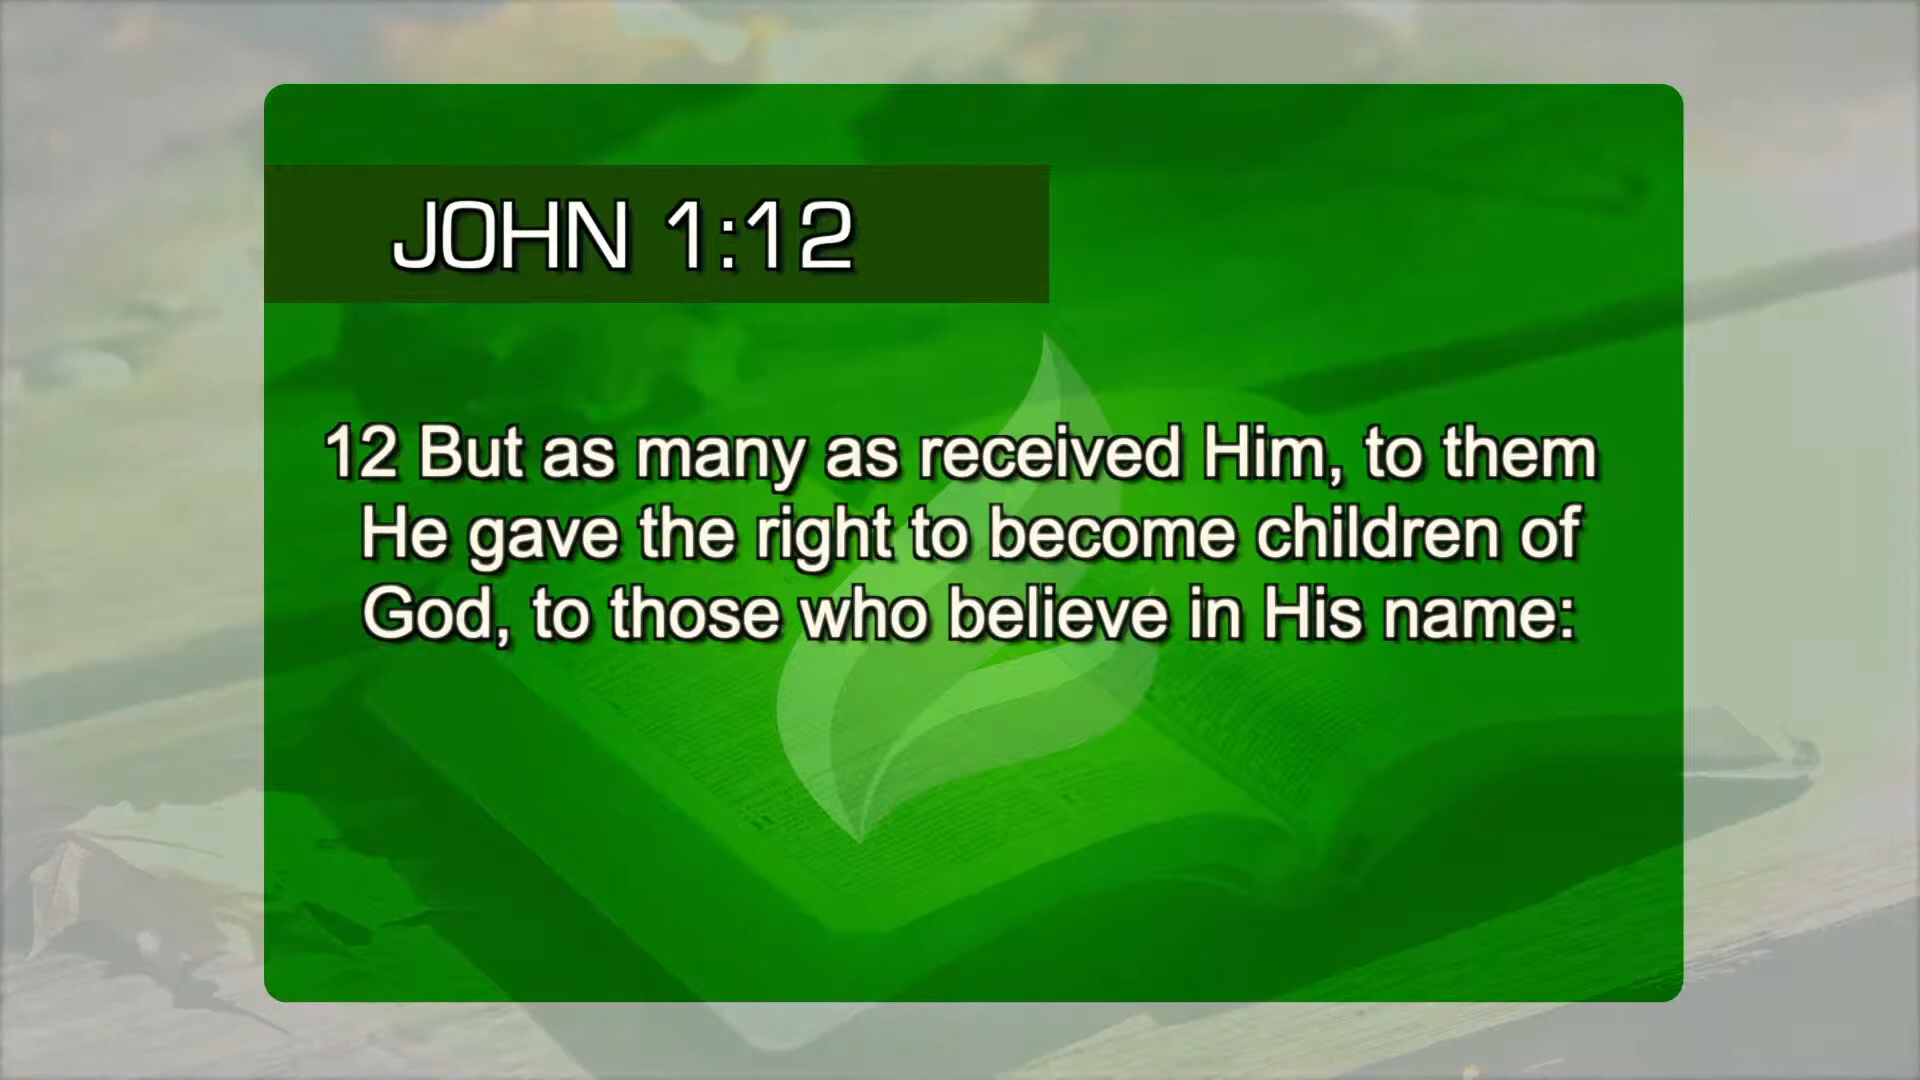 JOHN 1:12
12 But as many as received Him, to them
He gave the right to become children of
God, to those who believe in His name: